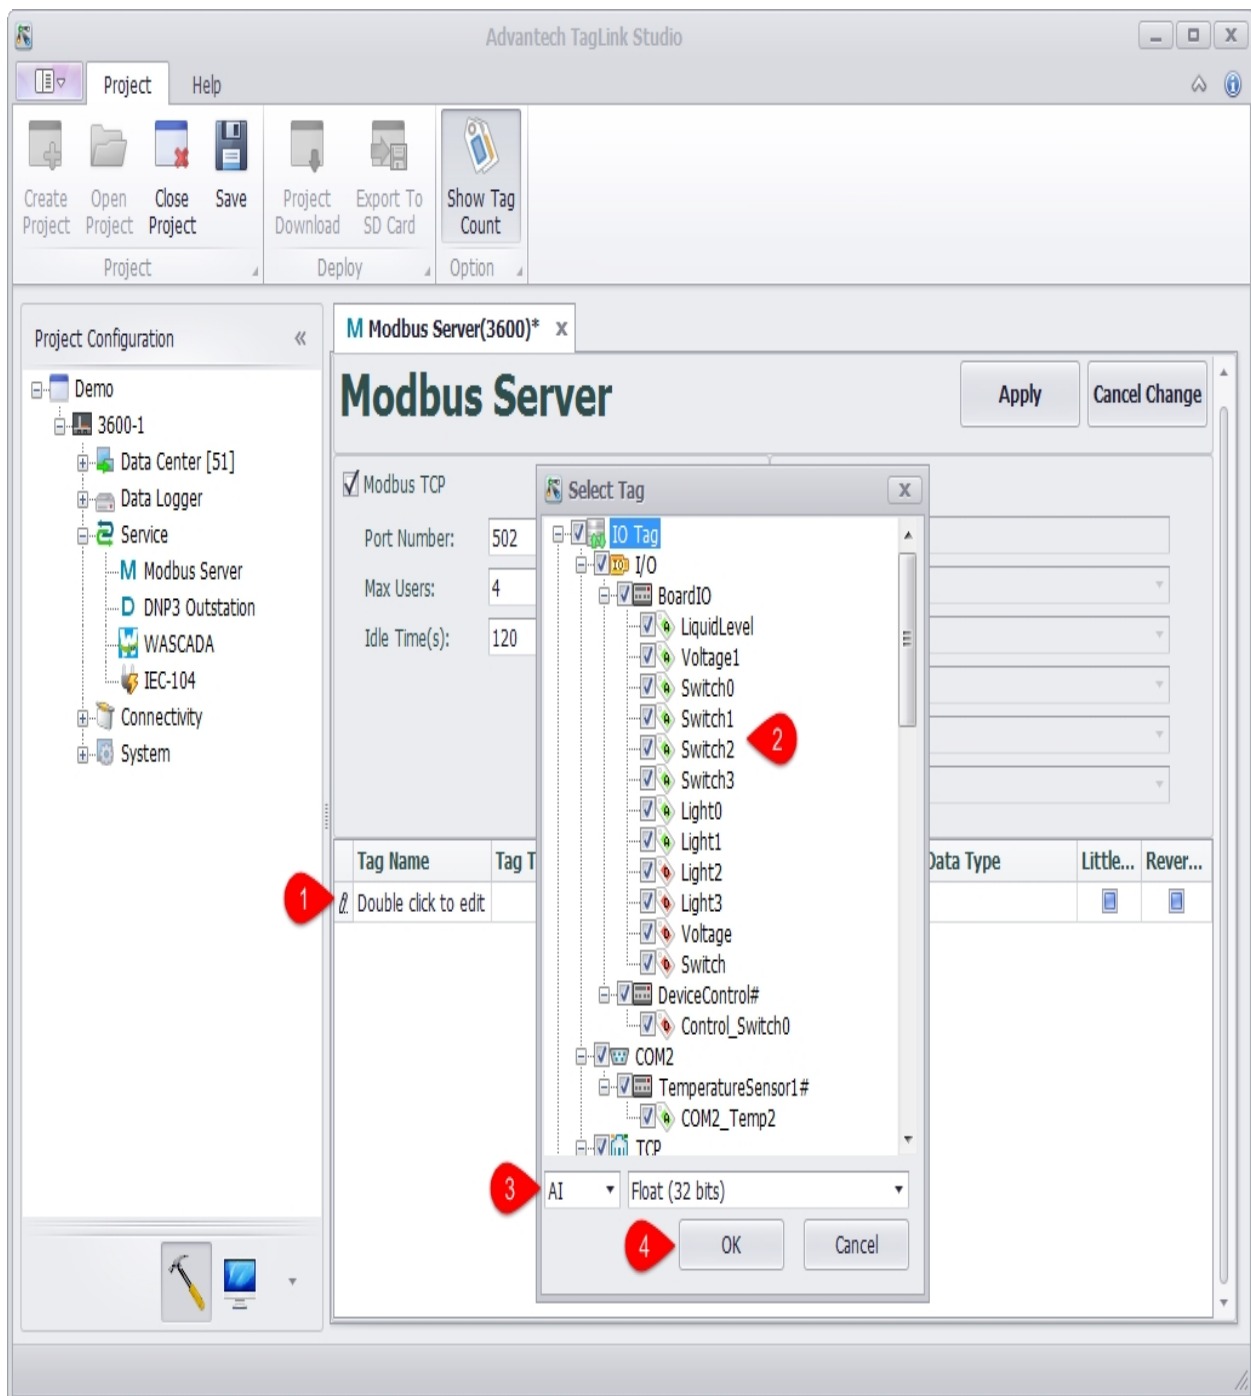 Advantech TagLink Studio
Project Help
Create Project
Open Project
Close Project
Save
Project Download
Export To SD Card
Show Tag Count
Project
Deploy
Option
Project Configuration
Demo
3600-1
Data Center [51]
Data Logger
Service
Modbus Server
DNP3 Outstation
WASCADA
IEC-104
Connectivity
System
M Modbus Server(3600)* x
Modbus Server
Apply
Cancel Change
Modbus TCP
Port Number: 502
Max Users: 4
Idle Time(s): 120
Tag Name Tag T Data Type Little... Rever...
1
Double click to edit
Select Tag
IO Tag
I/O
BoardIO
LiquidLevel
Voltage1
Switch0
Switch1
Switch2
2
Switch3
Light0
Light1
Light2
Light3
Voltage
Switch
DeviceControl#
Control_Switch0
COM2
TemperatureSensor1#
COM2_Temp2
TCP
3
AI Float (32 bits)
4
OK Cancel